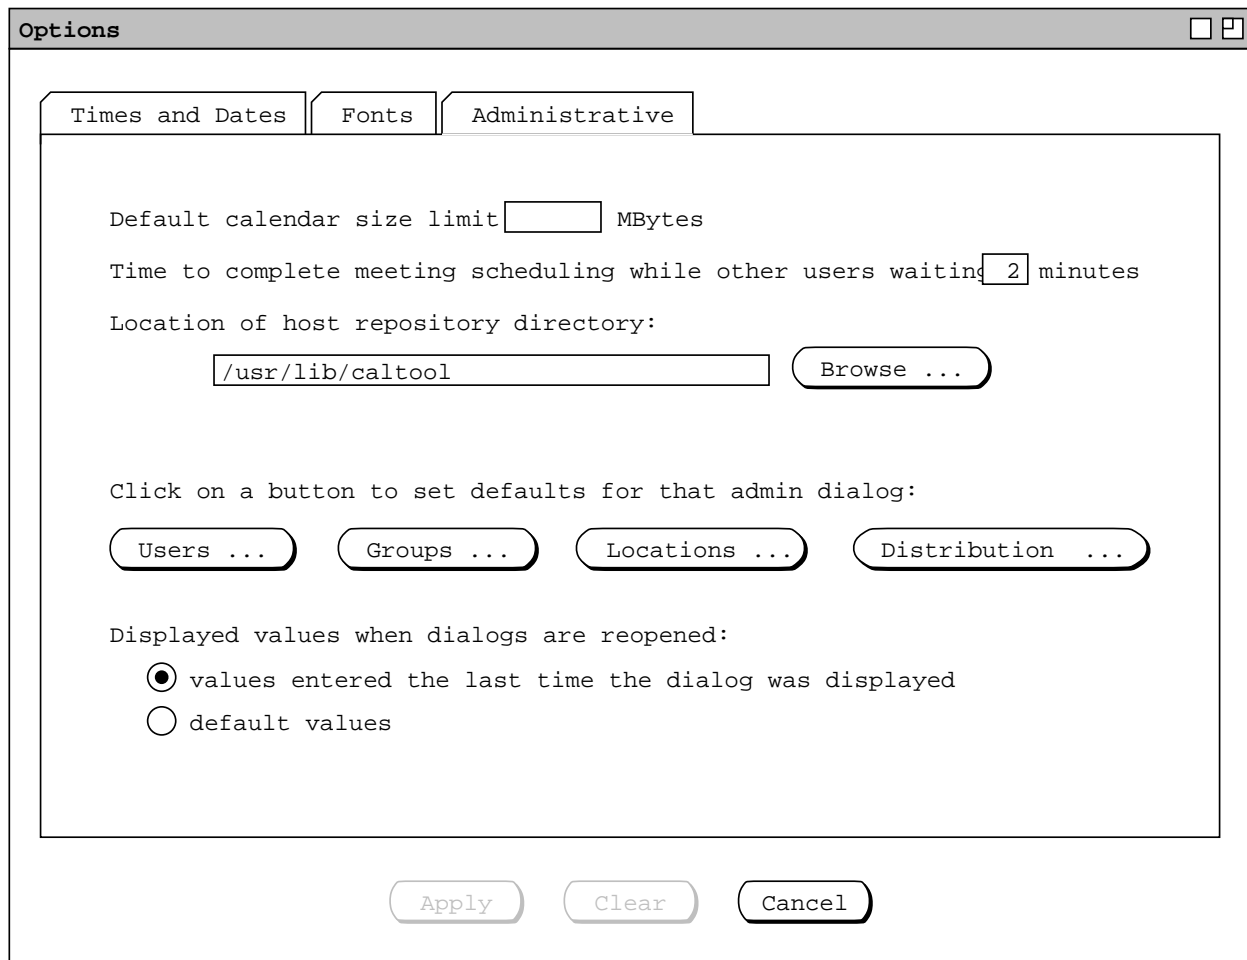 Options
Times and Dates Fonts Administrative
Default calendar size limit MBytes
Time to complete meeting scheduling while other users waiting 2 minutes
Location of host repository directory:
/usr/lib/caltool Browse ...
Click on a button to set defaults for that admin dialog:
Users ... Groups ... Locations ... Distribution ...
Displayed values when dialogs are reopened:
values entered the last time the dialog was displayed
default values
Apply Clear Cancel